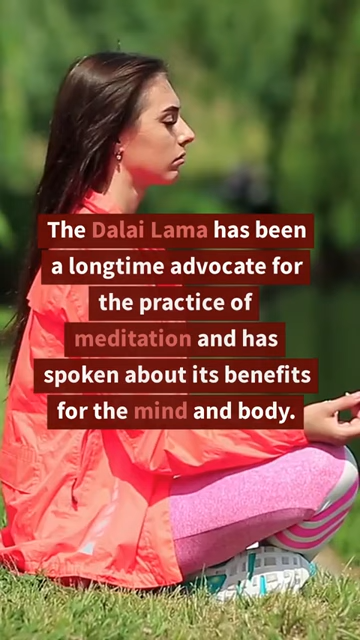 The Dalai Lama has been
a longtime advocate for
the practice of
meditation and has
spoken about its benefits
for the mind and body.